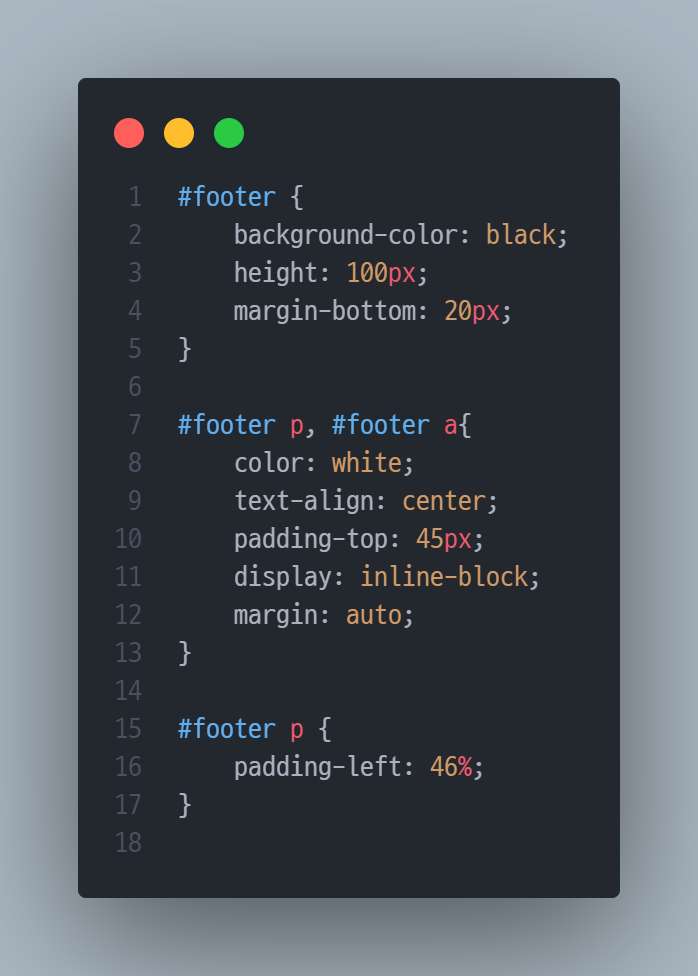 1 #footer {
2     background-color: black;
3     height: 100px;
4     margin-bottom: 20px;
5 }
6
7 #footer p, #footer a{
8     color: white;
9     text-align: center;
10     padding-top: 45px;
11     display: inline-block;
12     margin: auto;
13 }
14
15 #footer p {
16     padding-left: 46%;
17 }
18